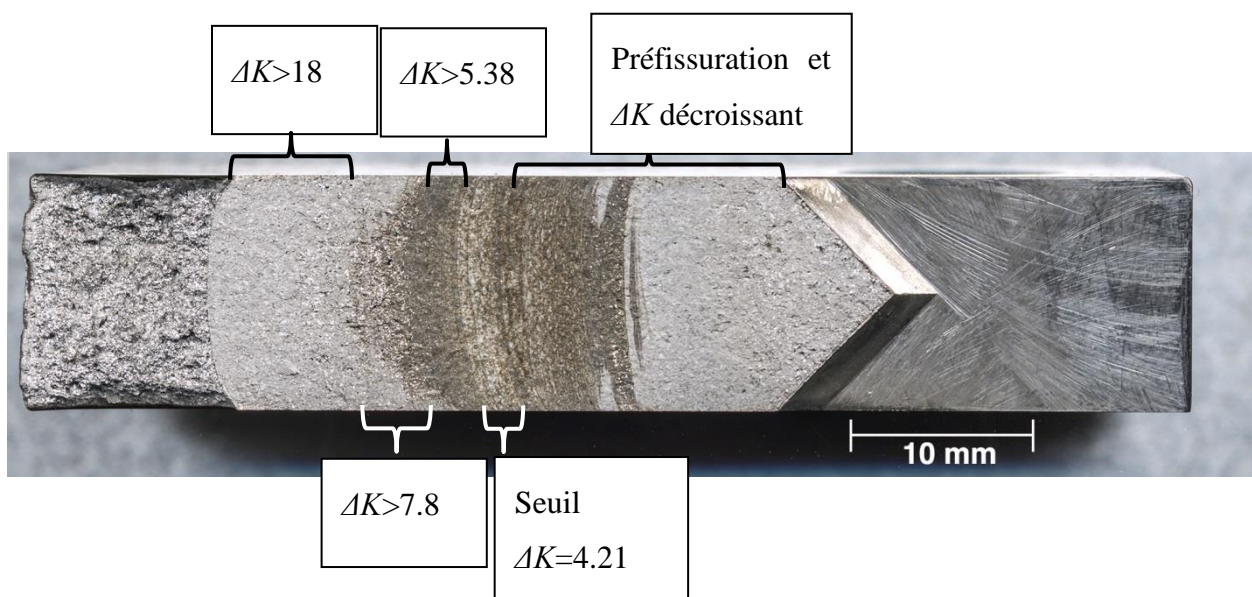 ΔK>18
ΔK>5.38
Préfissuration et
ΔK décroissant
10 mm
ΔK>7.8
Seuil
ΔK=4.21